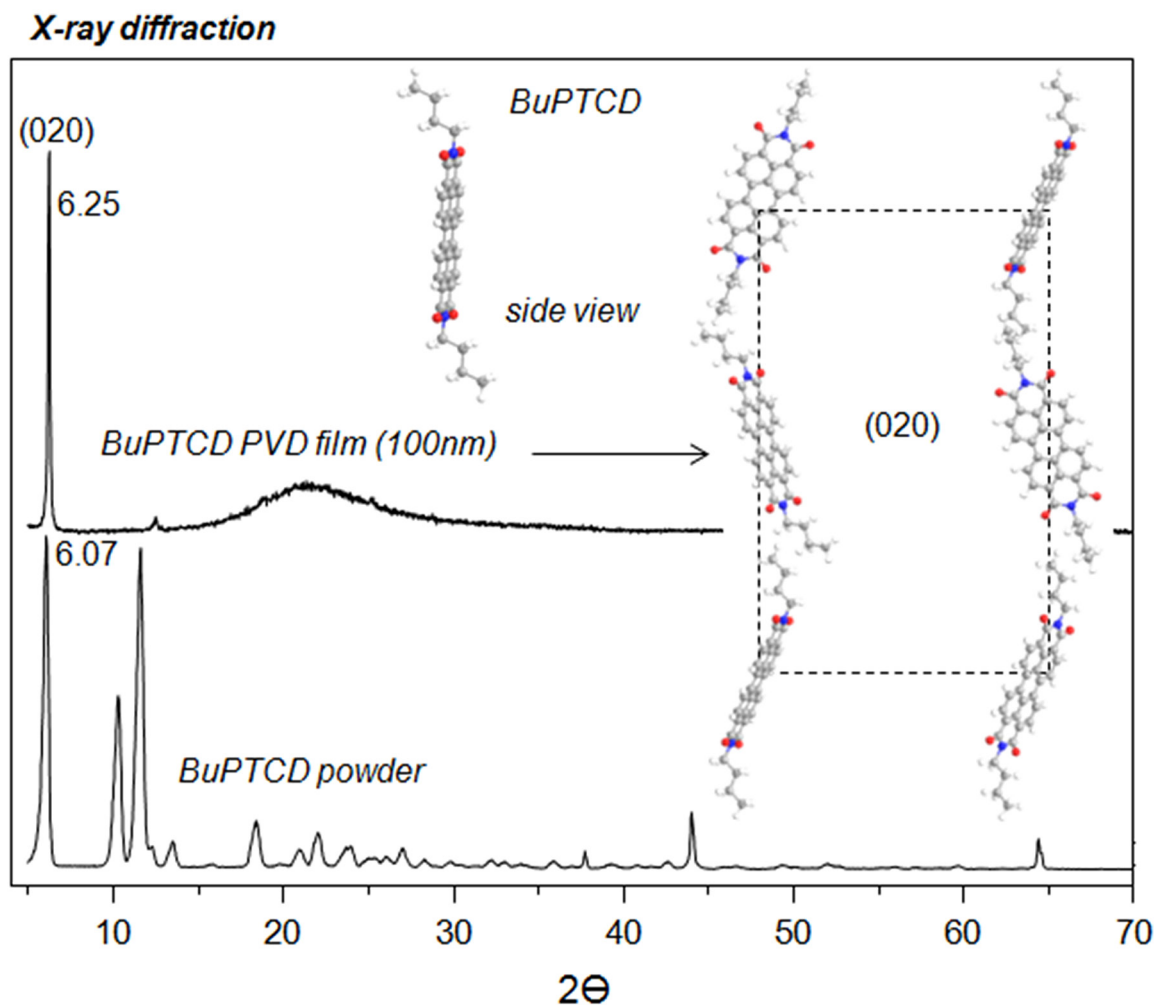 X-ray diffraction
(020)
BuPTCD
6.25
side view
BuPTCD PVD film (100nm)
(020)
6.07
BuPTCD powder
10 20 30 40 50 60 70
2Θ